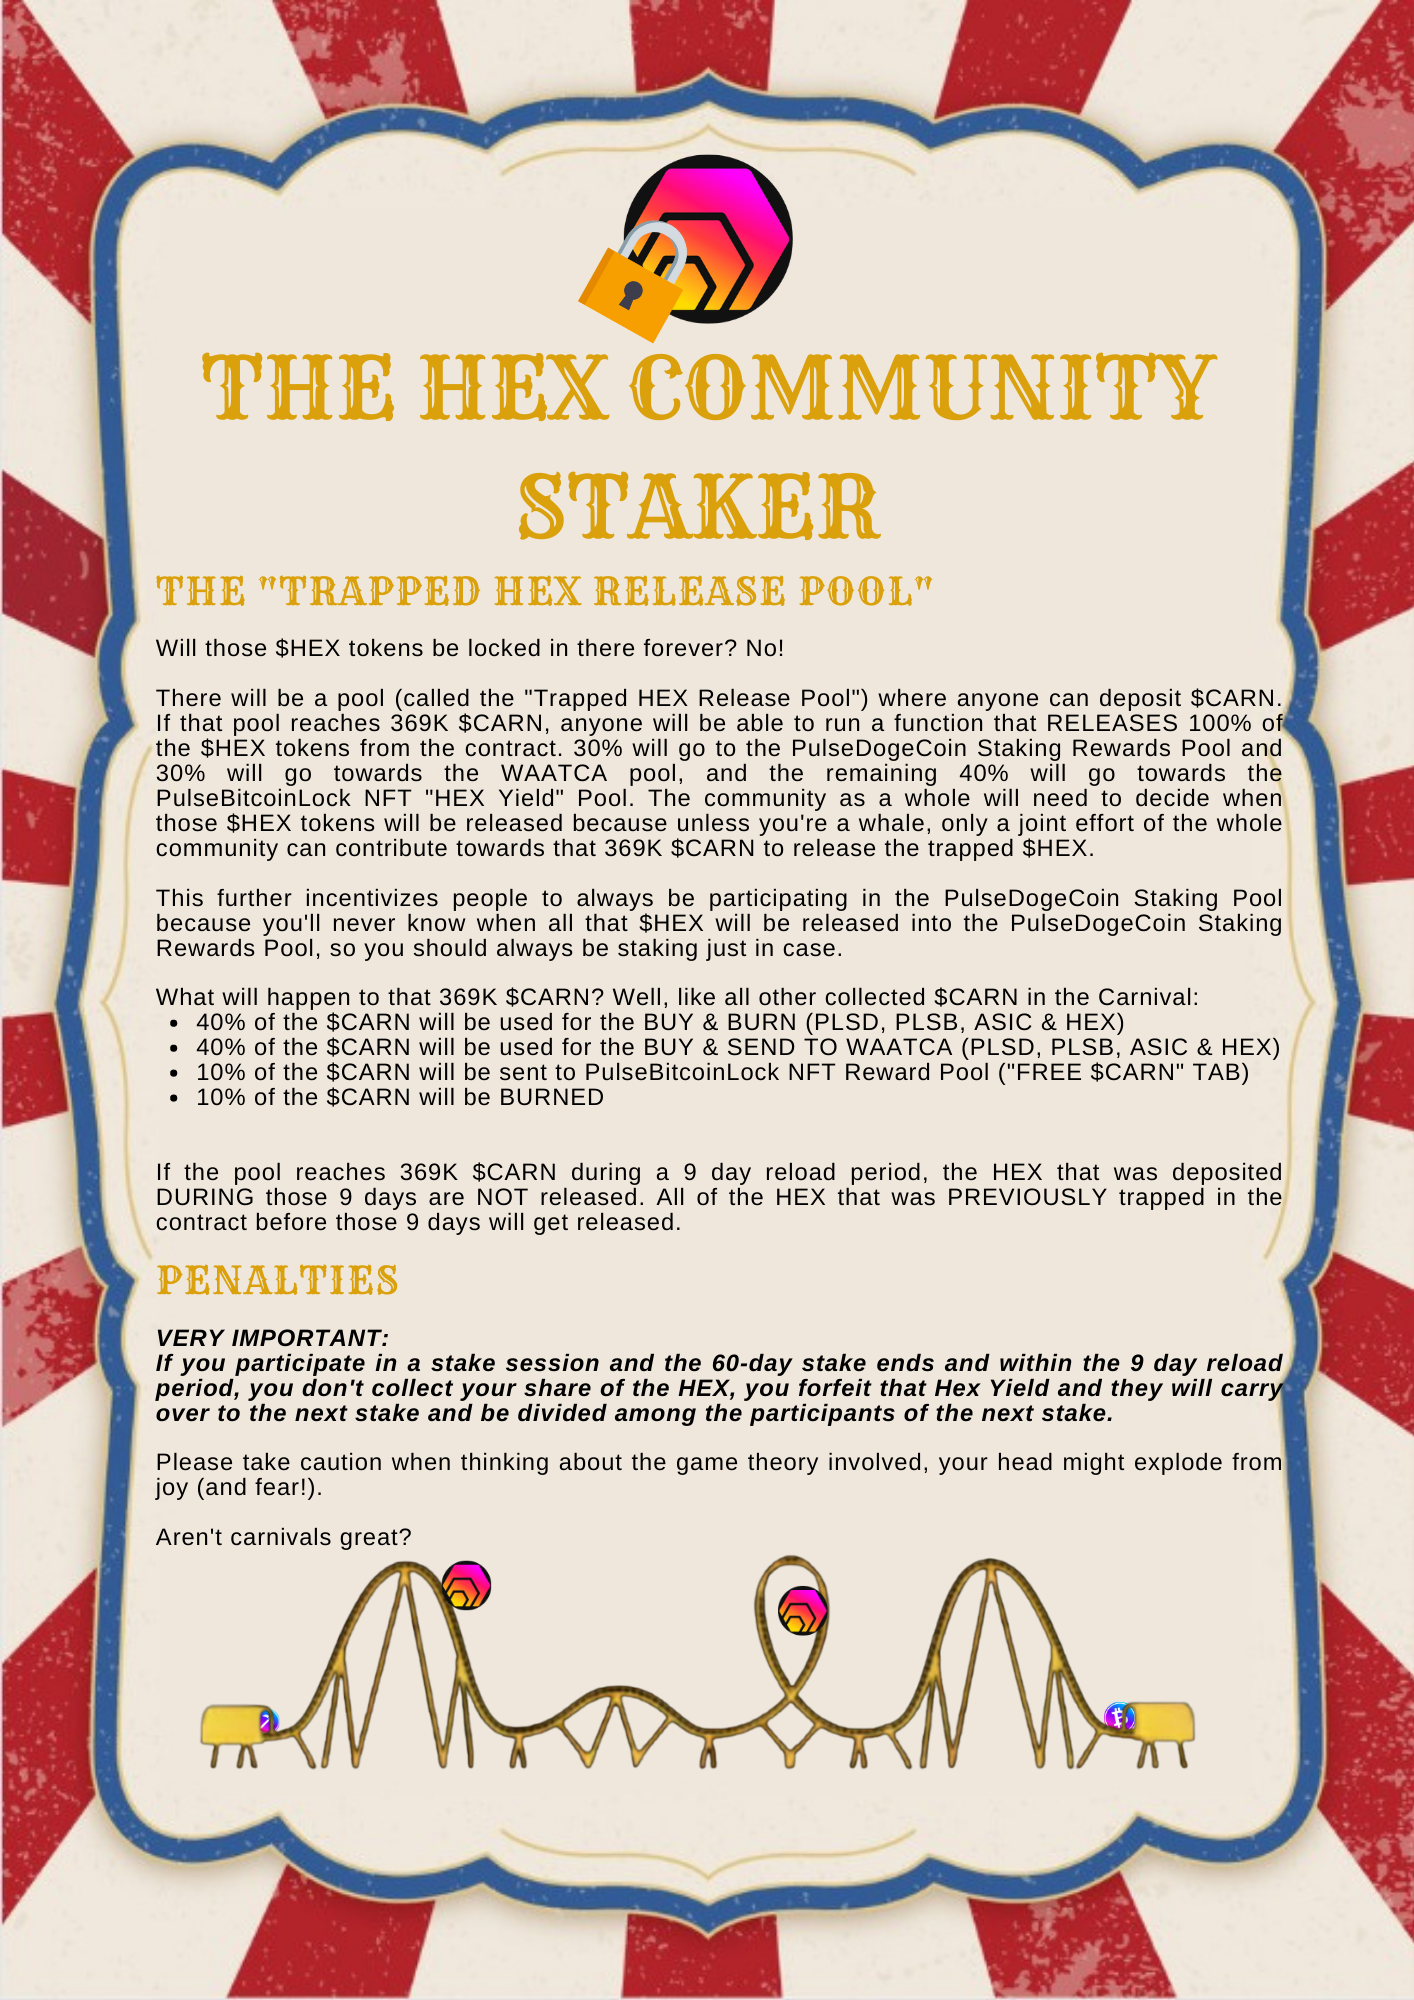 THE HEX COMMUNITY
STAKER
THE "TRAPPED HEX RELEASE POOL"
Will those $HEX tokens be locked in there forever? No!
There will be a pool (called the "Trapped HEX Release Pool") where anyone can deposit $CARN.
If that pool reaches 369K $CARN, anyone will be able to run a function that RELEASES 100% of
the $HEX tokens from the contract. 30% will go to the PulseDogeCoin Staking Rewards Pool and
30% will go towards the WAATCA pool, and the remaining 40% will go towards the
PulseBitcoinLock NFT "HEX Yield" Pool. The community as a whole will need to decide when
those $HEX tokens will be released because unless you're a whale, only a joint effort of the whole
community can contribute towards that 369K $CARN to release the trapped $HEX.
This further incentivizes people to always be participating in the PulseDogeCoin Staking Pool
because you'll never know when all that $HEX will be released into the PulseDogeCoin Staking
Rewards Pool, so you should always be staking just in case.
What will happen to that 369K $CARN? Well, like all other collected $CARN in the Carnival:
• 40% of the $CARN will be used for the BUY & BURN (PLSD, PLSB, ASIC & HEX)
• 40% of the $CARN will be used for the BUY & SEND TO WAATCA (PLSD, PLSB, ASIC & HEX)
• 10% of the $CARN will be sent to PulseBitcoinLock NFT Reward Pool ("FREE $CARN" TAB)
• 10% of the $CARN will be BURNED
If the pool reaches 369K $CARN during a 9 day reload period, the HEX that was deposited
DURING those 9 days are NOT released. All of the HEX that was PREVIOUSLY trapped in the
contract before those 9 days will get released.
PENALTIES
VERY IMPORTANT:
If you participate in a stake session and the 60-day stake ends and within the 9 day reload
period, you don't collect your share of the HEX, you forfeit that Hex Yield and they will carry
over to the next stake and be divided among the participants of the next stake.
Please take caution when thinking about the game theory involved, your head might explode from
joy (and fear!).
Aren't carnivals great?